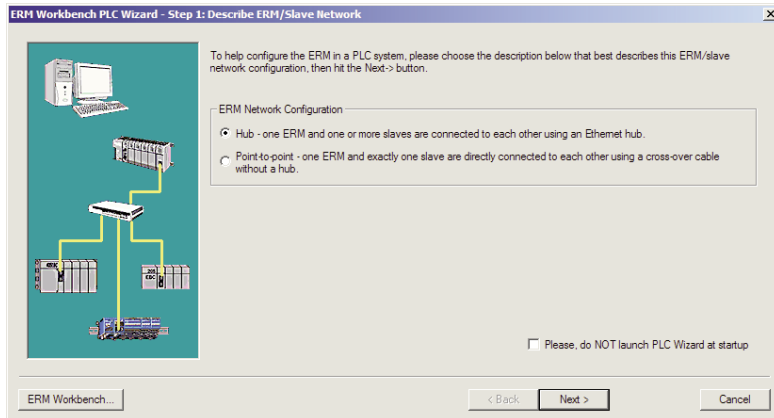 ERM Workbench PLC Wizard - Step 1: Describe ERM/Slave Network
To help configure the ERM in a PLC system, please choose the description below that best describes this ERM/slave
network configuration, then hit the Next-> button.
ERM Network Configuration
Hub - one ERM and one or more slaves are connected to each other using an Ethernet hub.
Point-to-point - one ERM and exactly one slave are directly connected to each other using a cross-over cable
without a hub.
Please, do NOT launch PLC Wizard at startup
ERM Workbench...
< Back
Next >
Cancel